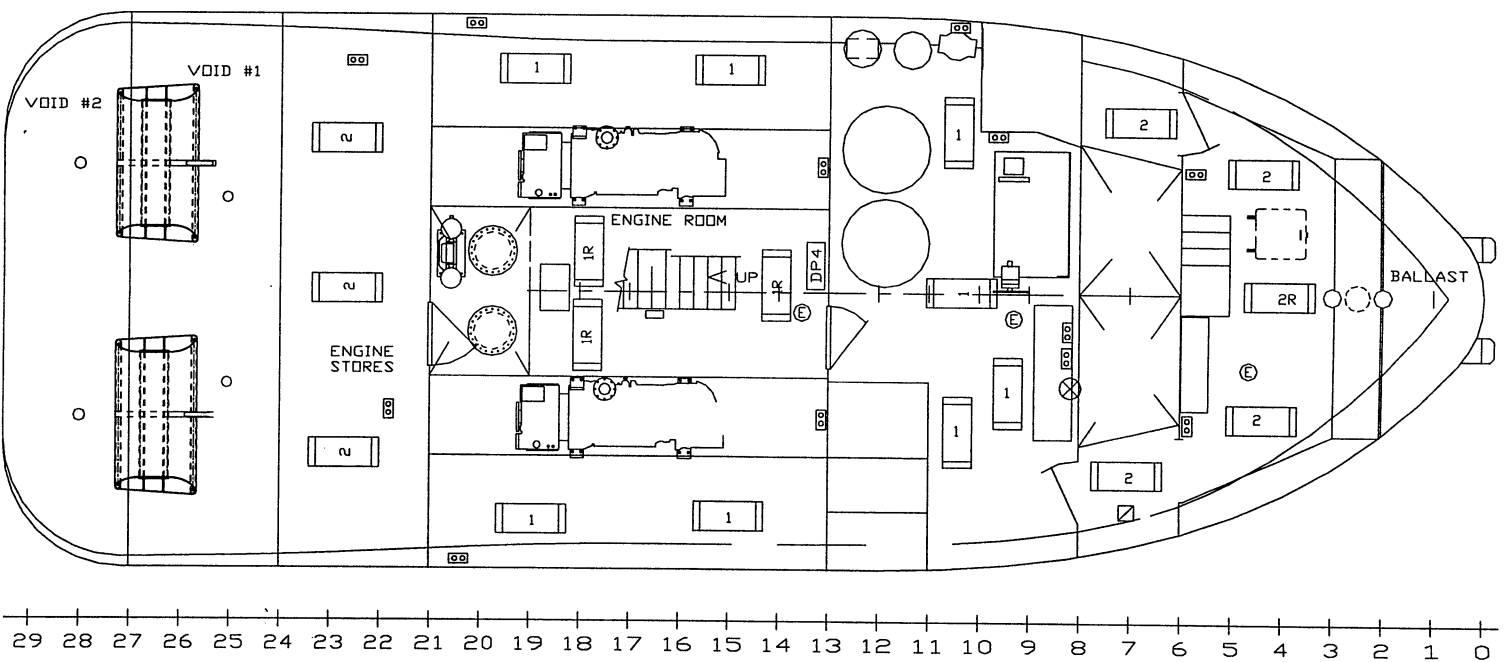 VOID #1
VOID #2
1
1
1
2
2
2
ENGINE ROOM
1R
UP
1R
DP4
BALLAST
2
1
2R
E
E
1R
ENGINE
STORES
E
1
2
1
2
2
1
1
29 28 27 26 25 24 23 22 21 20 19 18 17 16 15 14 13 12 11 10 9 8 7 6 5 4 3 2 1 0